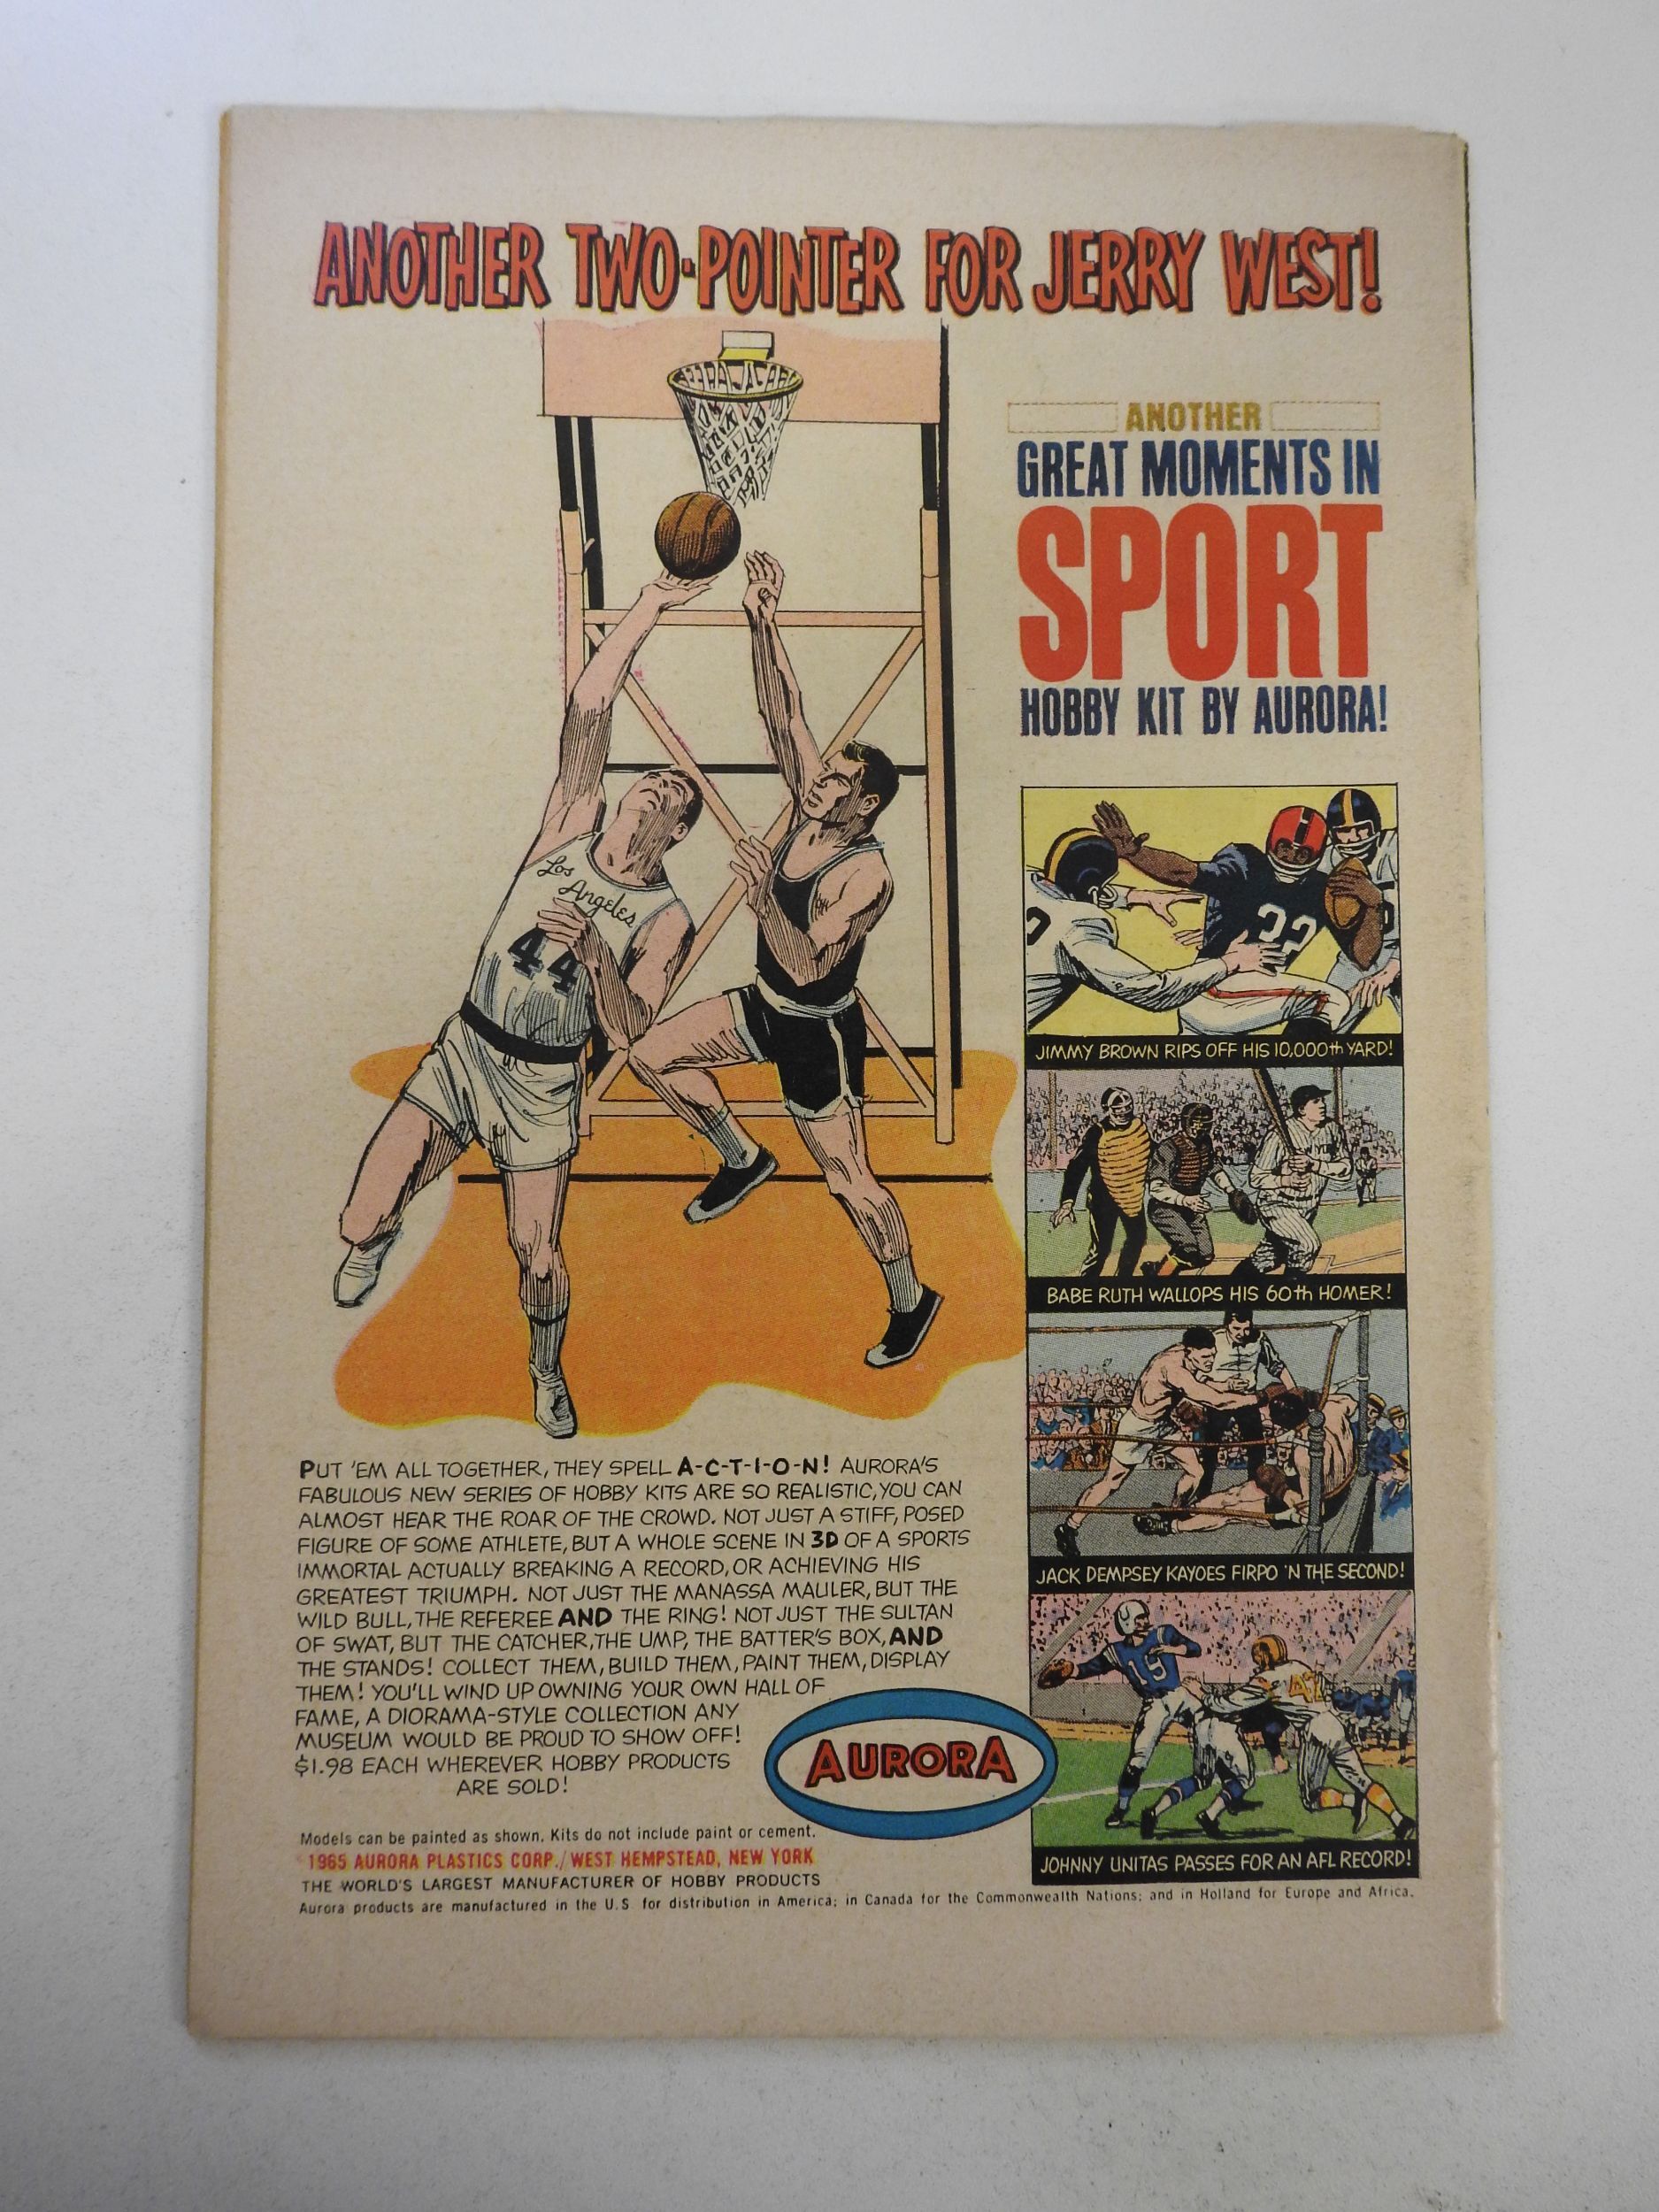 ANOTHER TWO-POINTER FOR JERRY WEST!
ANOTHER
GREAT MOMENTS IN
SPORT
HOBBY KIT BY AURORA!
Los
Angeles
44
32
JIMMY BROWN RIPS OFF HIS 10,000th YARD!
BABE RUTH WALLOPS HIS 60th HOMER!
JACK DEMPSEY KAYOES FIRPO 'N THE SECOND!
19
42
JOHNNY UNITAS PASSES FOR AN AFL RECORD!
PUT 'EM ALL TOGETHER, THEY SPELL A-C-T-I-O-N! AURORA'S
FABULOUS NEW SERIES OF HOBBY KITS ARE SO REALISTIC, YOU CAN
ALMOST HEAR THE ROAR OF THE CROWD. NOT JUST A STIFF, POSED
FIGURE OF SOME ATHLETE, BUT A WHOLE SCENE IN 3D OF A SPORTS
IMMORTAL ACTUALLY BREAKING A RECORD, OR ACHIEVING HIS
GREATEST TRIUMPH. NOT JUST THE MANASSA MAULER, BUT THE
WILD BULL, THE REFEREE AND THE RING! NOT JUST THE SULTAN
OF SWAT, BUT THE CATCHER, THE UMP, THE BATTER'S BOX, AND
THE STANDS! COLLECT THEM, BUILD THEM, PAINT THEM, DISPLAY
THEM! YOU'LL WIND UP OWNING YOUR OWN HALL OF
FAME, A DIORAMA-STYLE COLLECTION ANY
MUSEUM WOULD BE PROUD TO SHOW OFF!
$1.98 EACH WHEREVER HOBBY PRODUCTS
ARE SOLD!
AURORA
Models can be painted as shown. Kits do not include paint or cement.
1965 AURORA PLASTICS CORP./WEST HEMPSTEAD, NEW YORK
THE WORLD'S LARGEST MANUFACTURER OF HOBBY PRODUCTS
Aurora products are manufactured in the U.S. for distribution in America; in Canada for the Commonwealth Nations; and in Holland for Europe and Africa.